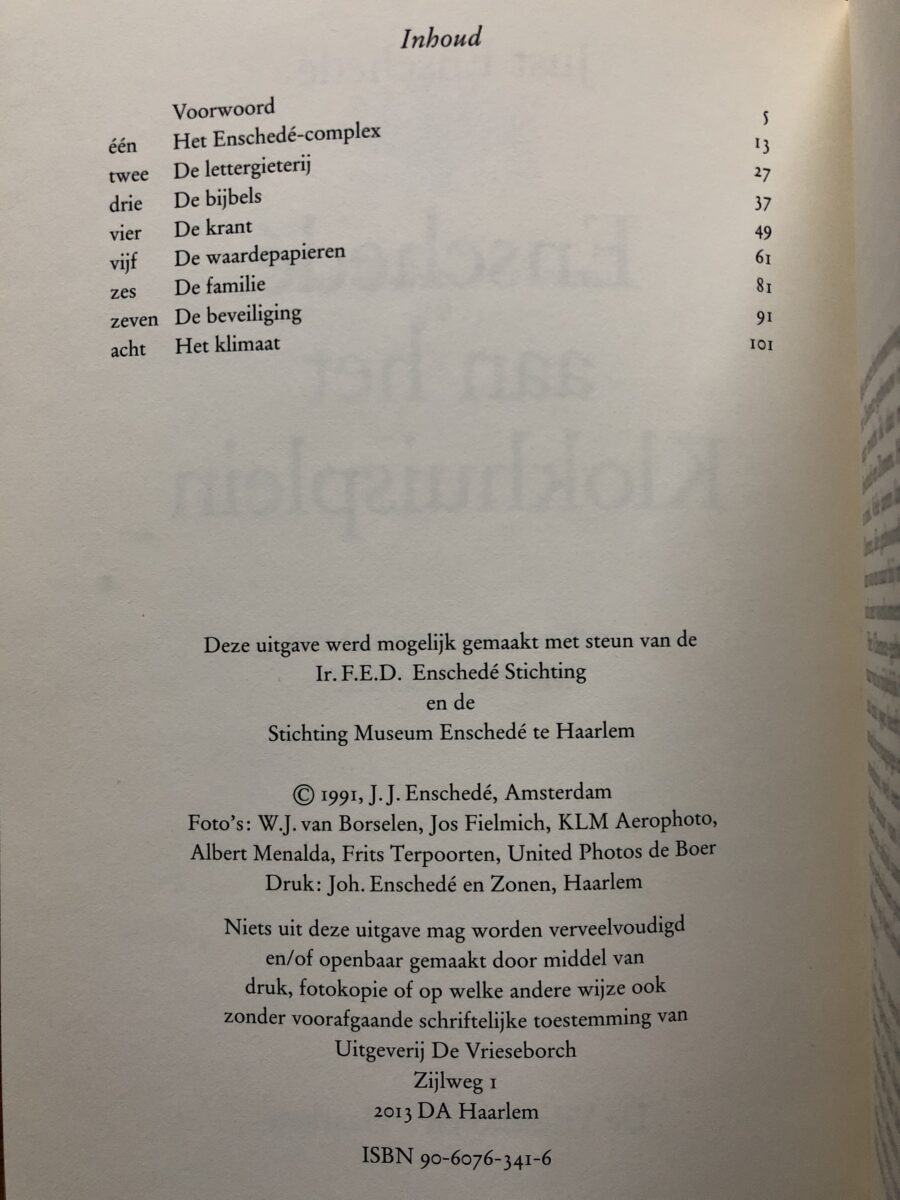 Inhoud
Voorwoord 5
één Het Enschedé-complex 13
twee De lettergieterij 27
drie De bijbels 37
vier De krant 49
vijf De waardepapieren 61
zes De familie 81
zeven De beveiliging 91
acht Het klimaat 101
Deze uitgave werd mogelijk gemaakt met steun van de
Ir. F.E.D. Enschedé Stichting
en de
Stichting Museum Enschedé te Haarlem
© 1991, J.J. Enschedé, Amsterdam
Foto's: W.J. van Borselen, Jos Fielmich, KLM Aerophoto,
Albert Menalda, Frits Terpoorten, United Photos de Boer
Druk: Joh. Enschedé en Zonen, Haarlem
Niets uit deze uitgave mag worden verveelvoudigd
en/of openbaar gemaakt door middel van
druk, fotokopie of op welke andere wijze ook
zonder voorafgaande schriftelijke toestemming van
Uitgeverij De Vrieseborch
Zijlweg 1
2013 DA Haarlem
ISBN 90-6076-341-6